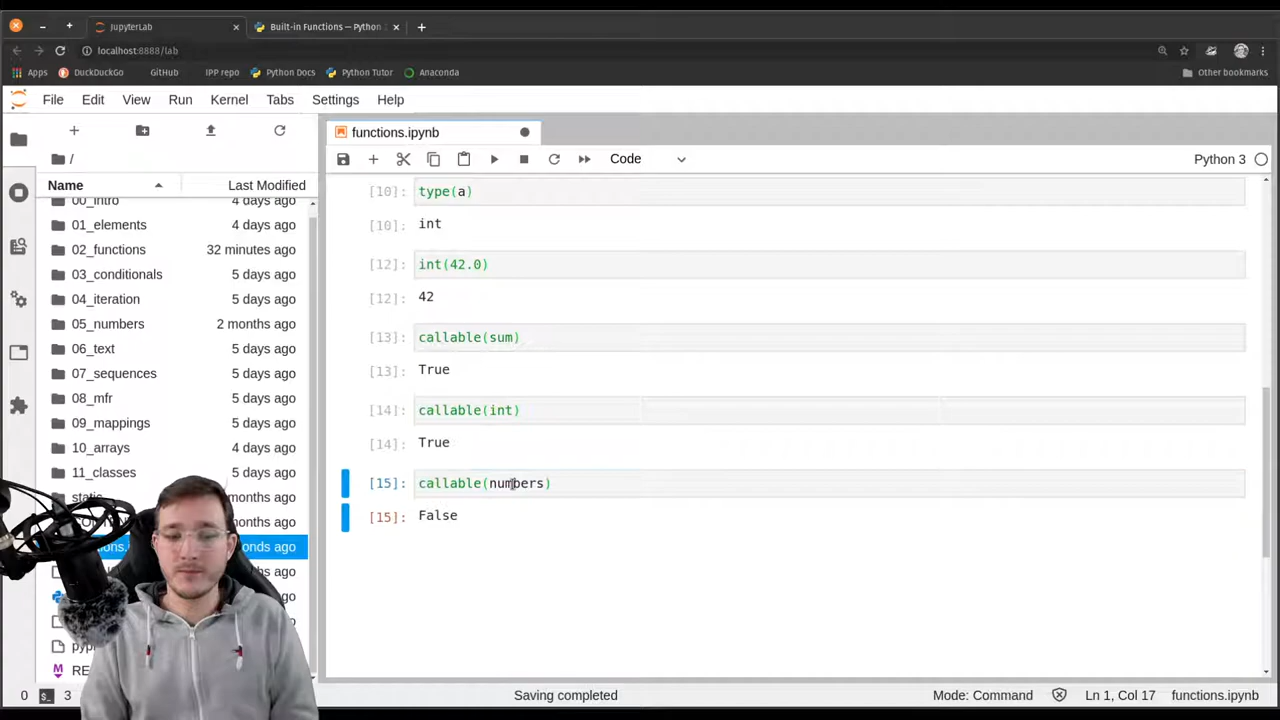 JupyterLab
Built-in Functions — Python
localhost:8888/lab
Apps DuckDuckGo GitHub IPP repo Python Docs Python Tutor Anaconda Other bookmarks
File Edit View Run Kernel Tabs Settings Help
functions.ipynb
Code Python 3
/
Name Last Modified
00_intro 4 days ago
01_elements 4 days ago
02_functions 32 minutes ago
03_conditionals 5 days ago
04_iteration 5 days ago
05_numbers 2 months ago
06_text 5 days ago
07_sequences 5 days ago
08_mfr 5 days ago
09_mappings 5 days ago
10_arrays 4 days ago
11_classes 5 days ago
static
[10]: type(a)
[10]: int
[12]: int(42.0)
[12]: 42
[13]: callable(sum)
[13]: True
[14]: callable(int)
[14]: True
[15]: callable(numbers)
[15]: False
0 3 Saving completed Mode: Command Ln 1, Col 17 functions.ipynb